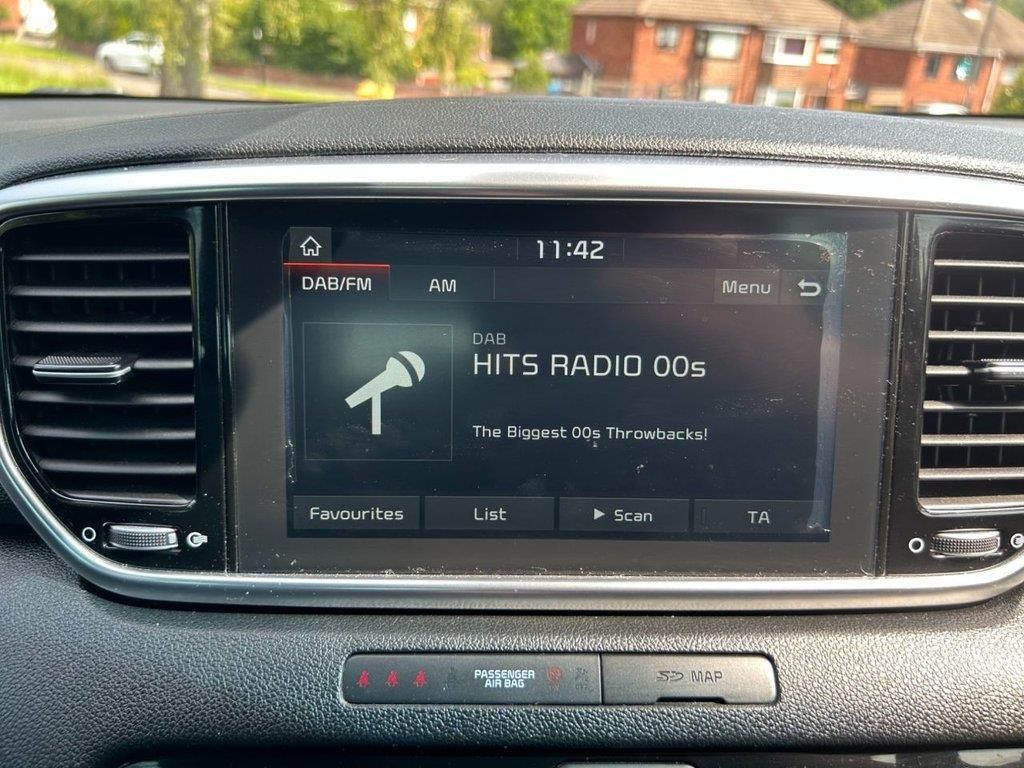 11:42
DAB/FM AM Menu
DAB
HITS RADIO 00s
The Biggest 00s Throwbacks!
Favourites List Scan TA
PASSENGER
AIR BAG
SD MAP